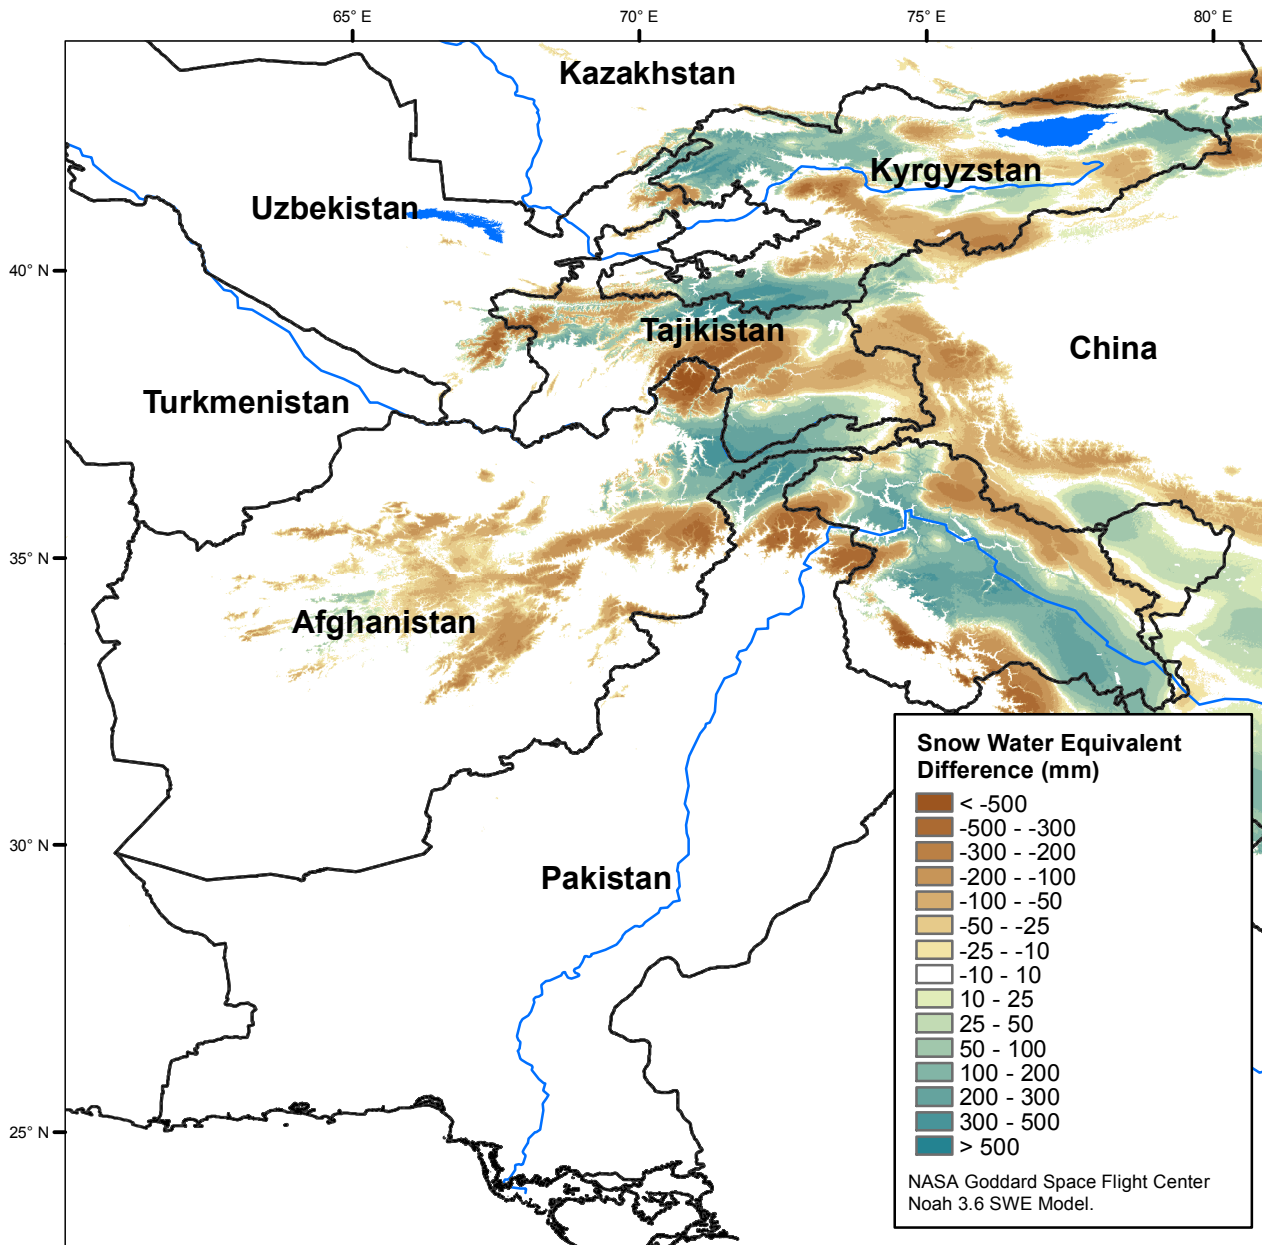 65° E
70° E
75° E
80° E
Kazakhstan
Kyrgyzstan
Uzbekistan
40° N
Tajikistan
China
Turkmenistan
35° N
Afghanistan
30° N
Pakistan
25° N
Snow Water Equivalent
Difference (mm)
< -500
-500 - -300
-300 - -200
-200 - -100
-100 - -50
-50 - -25
-25 - -10
-10 - 10
10 - 25
25 - 50
50 - 100
100 - 200
200 - 300
300 - 500
> 500
NASA Goddard Space Flight Center
Noah 3.6 SWE Model.